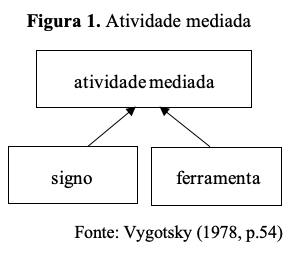 Figura 1. Atividade mediada
atividade mediada
signo
ferramenta
Fonte: Vygotsky (1978, p.54)